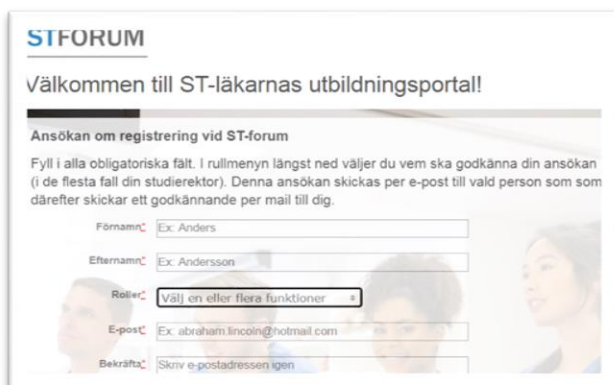 STFORUM
Välkommen till ST-läkarnas utbildningsportal!
Ansökan om registrering vid ST-forum
Fyll i alla obligatoriska fält. I rullmenyn längst ned väljer du vem ska godkänna din ansökan
(i de flesta fall din studierektor). Denna ansökan skickas per e-post till vald person som som
därefter skickar ett godkännande per mail till dig.
Förnamn* Ex: Anders
Efternamn* Ex: Andersson
Roller* Välj en eller flera funktioner
E-post* Ex: abraham.lincoln@hotmail.com
Bekräfta* Skriv e-postadressen igen